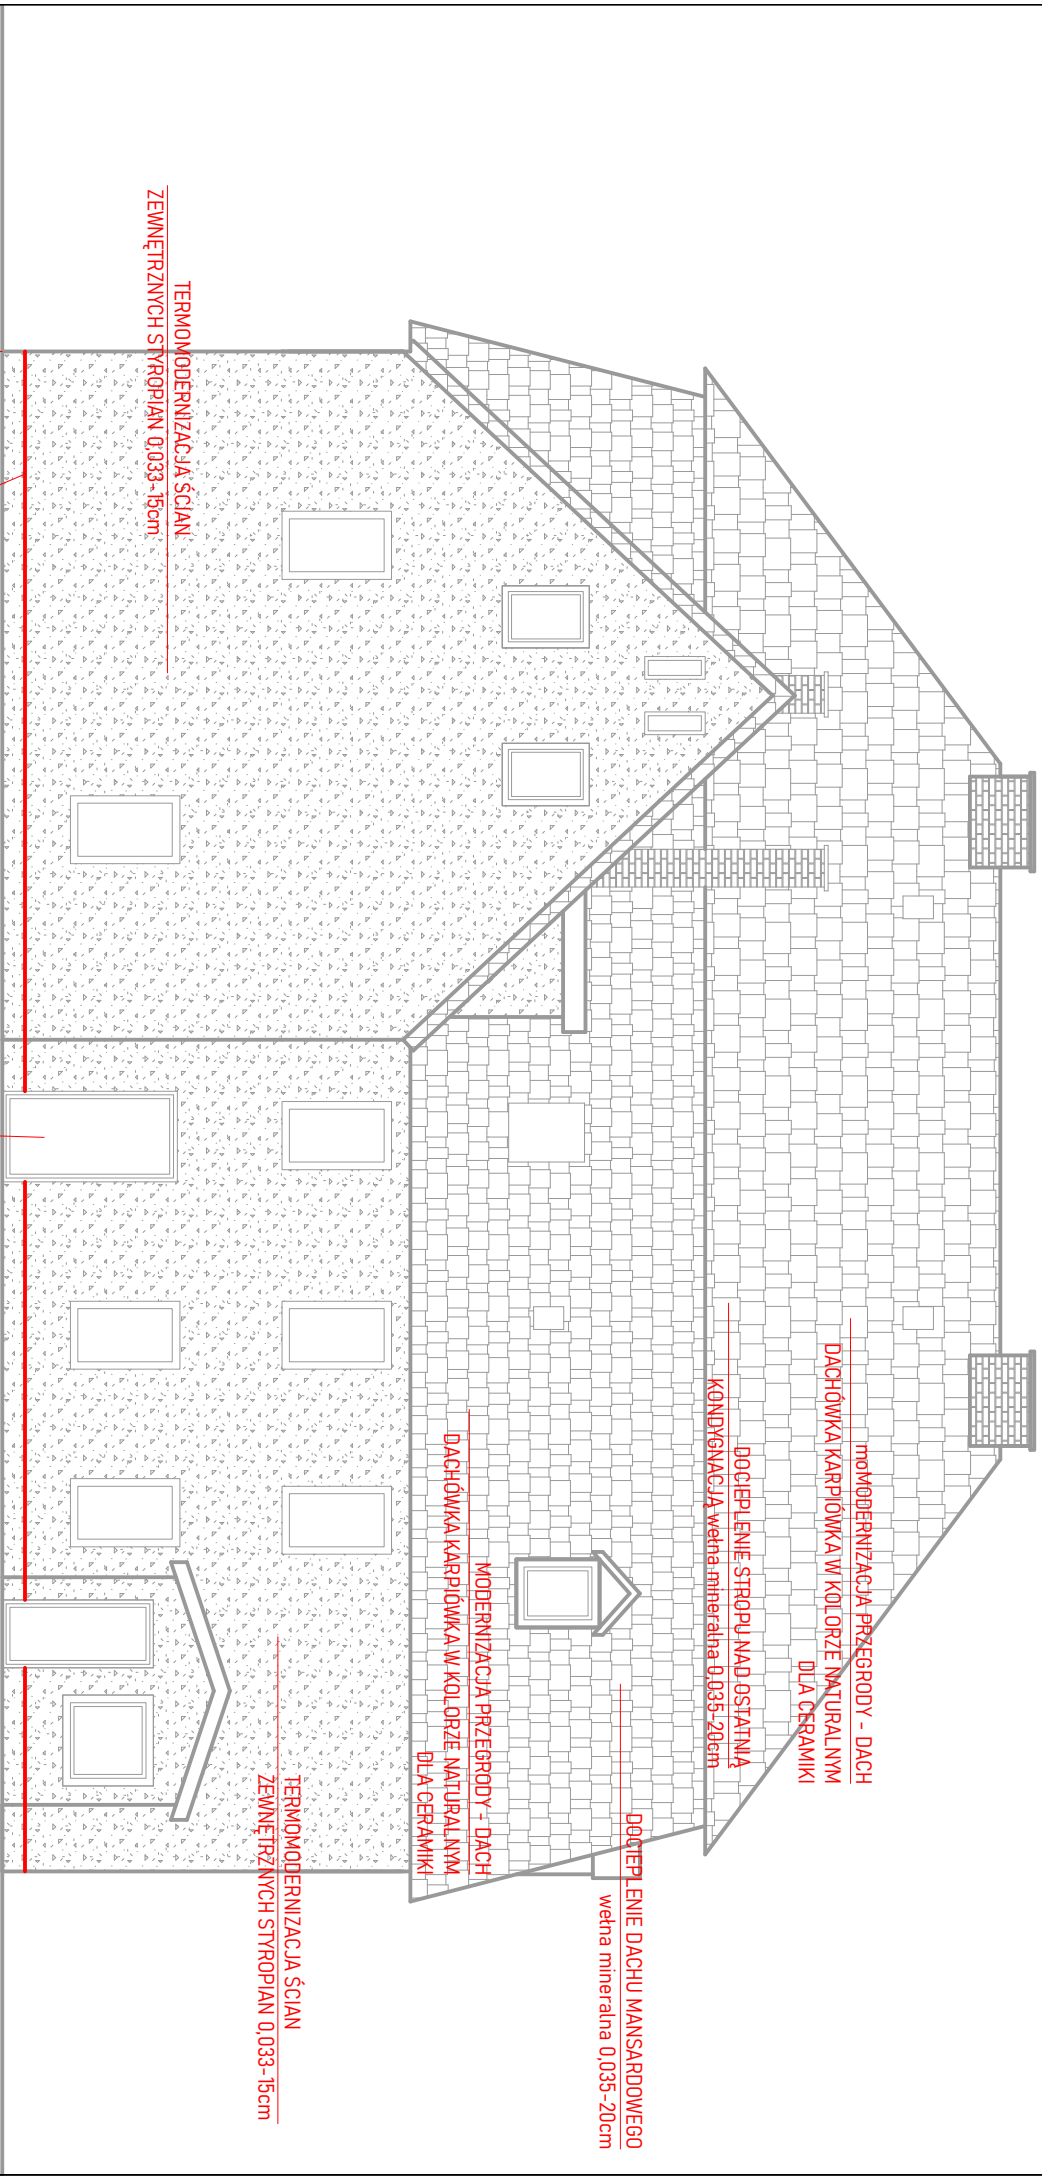 TERMOMODERNIZACJA ŚCIAN
ZEWNĘTRZNYCH STYROPIAN 0,033-15cm
moMODERNIZACJA PRZEGRODY - DACH
DACHÓWKA KARPIÓWKA W KOLORZE NATURALNYM
DLA CERAMIKI
DOCIEPLENIE STROPU NAD OSTATNIĄ
KONDYGNACJĄ wełna mineralna 0,035-20cm
DOCIEPLENIE DACHU MANSARDOWEGO
wełna mineralna 0,035-20cm
MODERNIZACJA PRZEGRODY - DACH
DACHÓWKA KARPIÓWKA W KOLORZE NATURALNYM
DLA CERAMIKI
TERMOMODERNIZACJA ŚCIAN
ZEWNĘTRZNYCH STYROPIAN 0,033-15cm